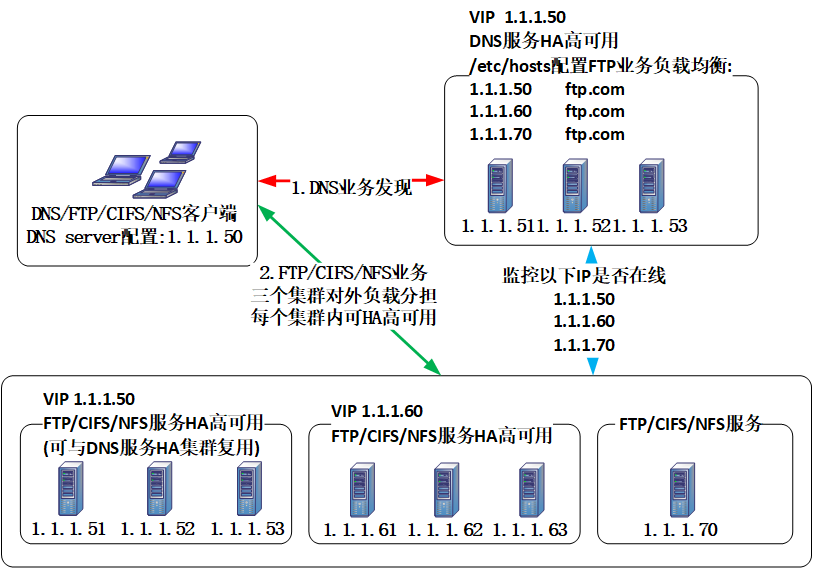 VIP 1.1.1.50
DNS服务HA高可用
/etc/hosts配置FTP业务负载均衡:
1.1.1.50 ftp.com
1.1.1.60 ftp.com
1.1.1.70 ftp.com
1.1.1.51 1.1.1.52 1.1.1.53
DNS/FTP/CIFS/NFS客户端
DNS server配置:1.1.1.50
1.DNS业务发现
2.FTP/CIFS/NFS业务
三个集群对外负载分担
每个集群内可HA高可用
监控以下IP是否在线
1.1.1.50
1.1.1.60
1.1.1.70
VIP 1.1.1.50
FTP/CIFS/NFS服务HA高可用
(可与DNS服务HA集群复用)
1.1.1.51 1.1.1.52 1.1.1.53
VIP 1.1.1.60
FTP/CIFS/NFS服务HA高可用
1.1.1.61 1.1.1.62 1.1.1.63
FTP/CIFS/NFS服务
1.1.1.70